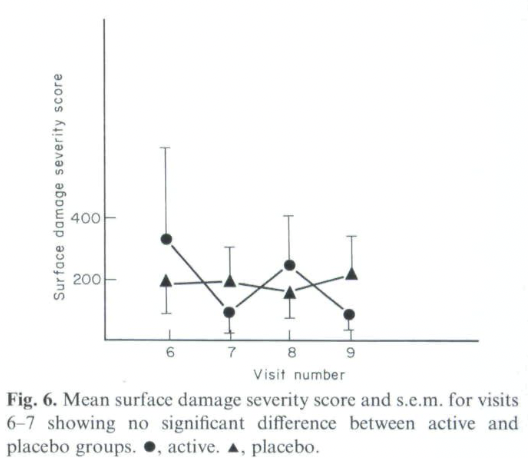 Surface damage severity score
400
200
6 7 8 9
Visit number
Fig. 6. Mean surface damage severity score and s.e.m. for visits
6–7 showing no significant difference between active and
placebo groups. ●, active. ▲, placebo.